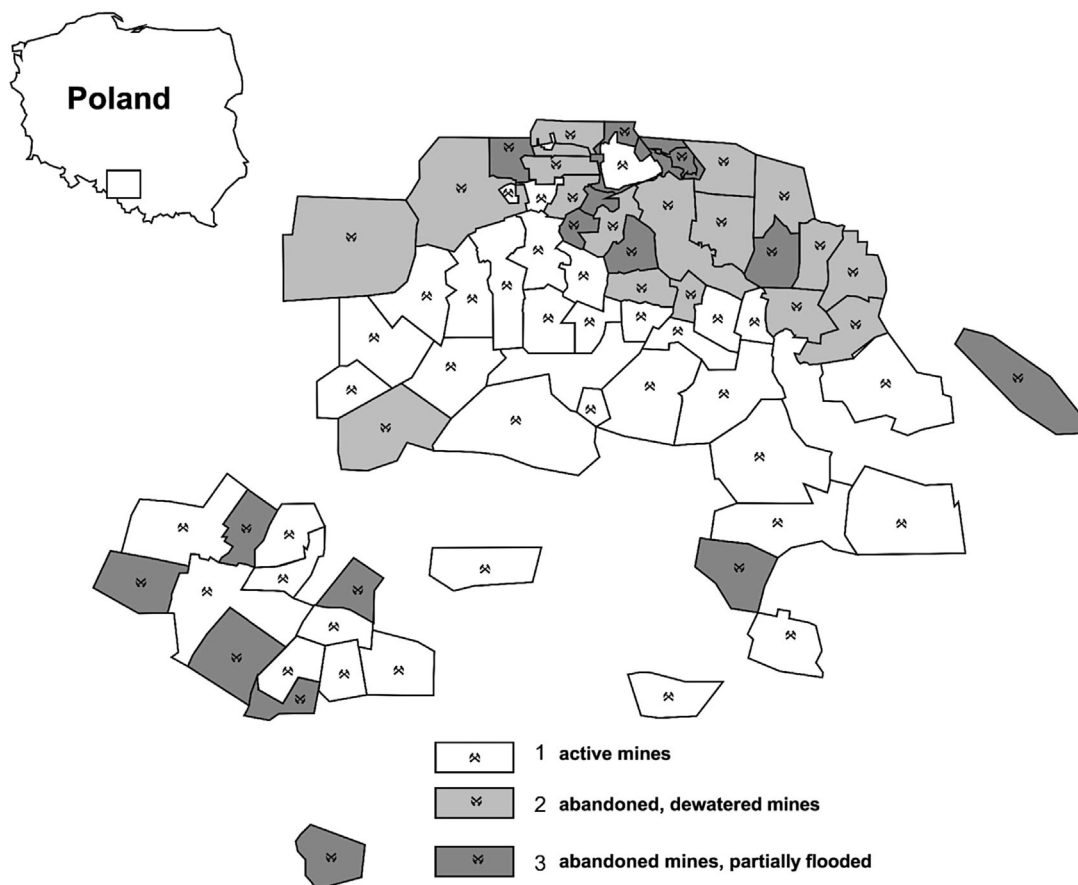 Poland
1 active mines
2 abandoned, dewatered mines
3 abandoned mines, partially flooded